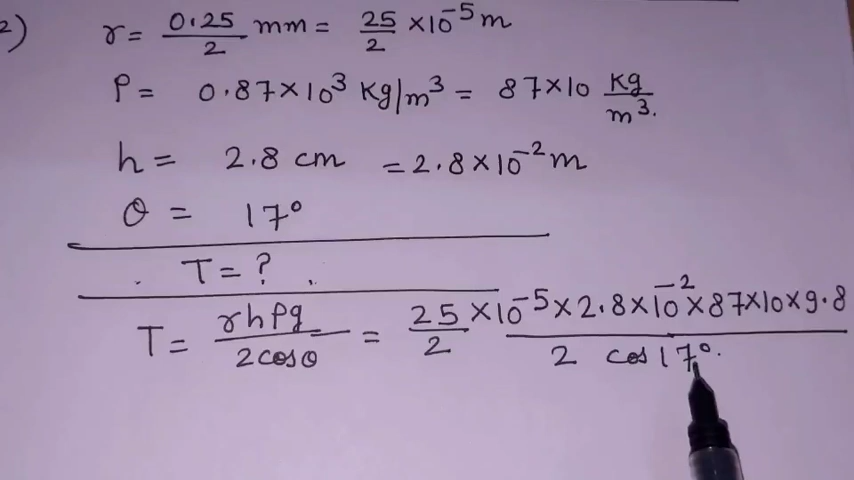 2) r = 0.25/2 mm = 25/2 ×10⁻⁵ m
ρ = 0.87×10³ Kg/m³ = 87×10 Kg/m³.
h = 2.8 cm = 2.8×10⁻² m
θ = 17°
T = ?
T = rhρg/2cosθ = 25/2 ×10⁻⁵×2.8×10⁻²×87×10×9.8/2 cos17°.